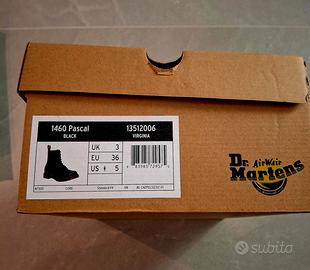 1460 Pascal 13512006
BLACK VIRGINIA
UK 3
EU 36
US 5
Dr. AirWair
Martens
subito